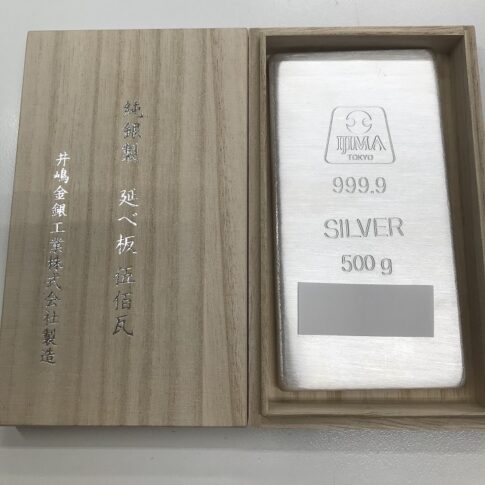 純銀製 延べ板 伍佰瓦
井嶋金銀工業株式会社製造
IJIMA
TOKYO
999.9
SILVER
500g